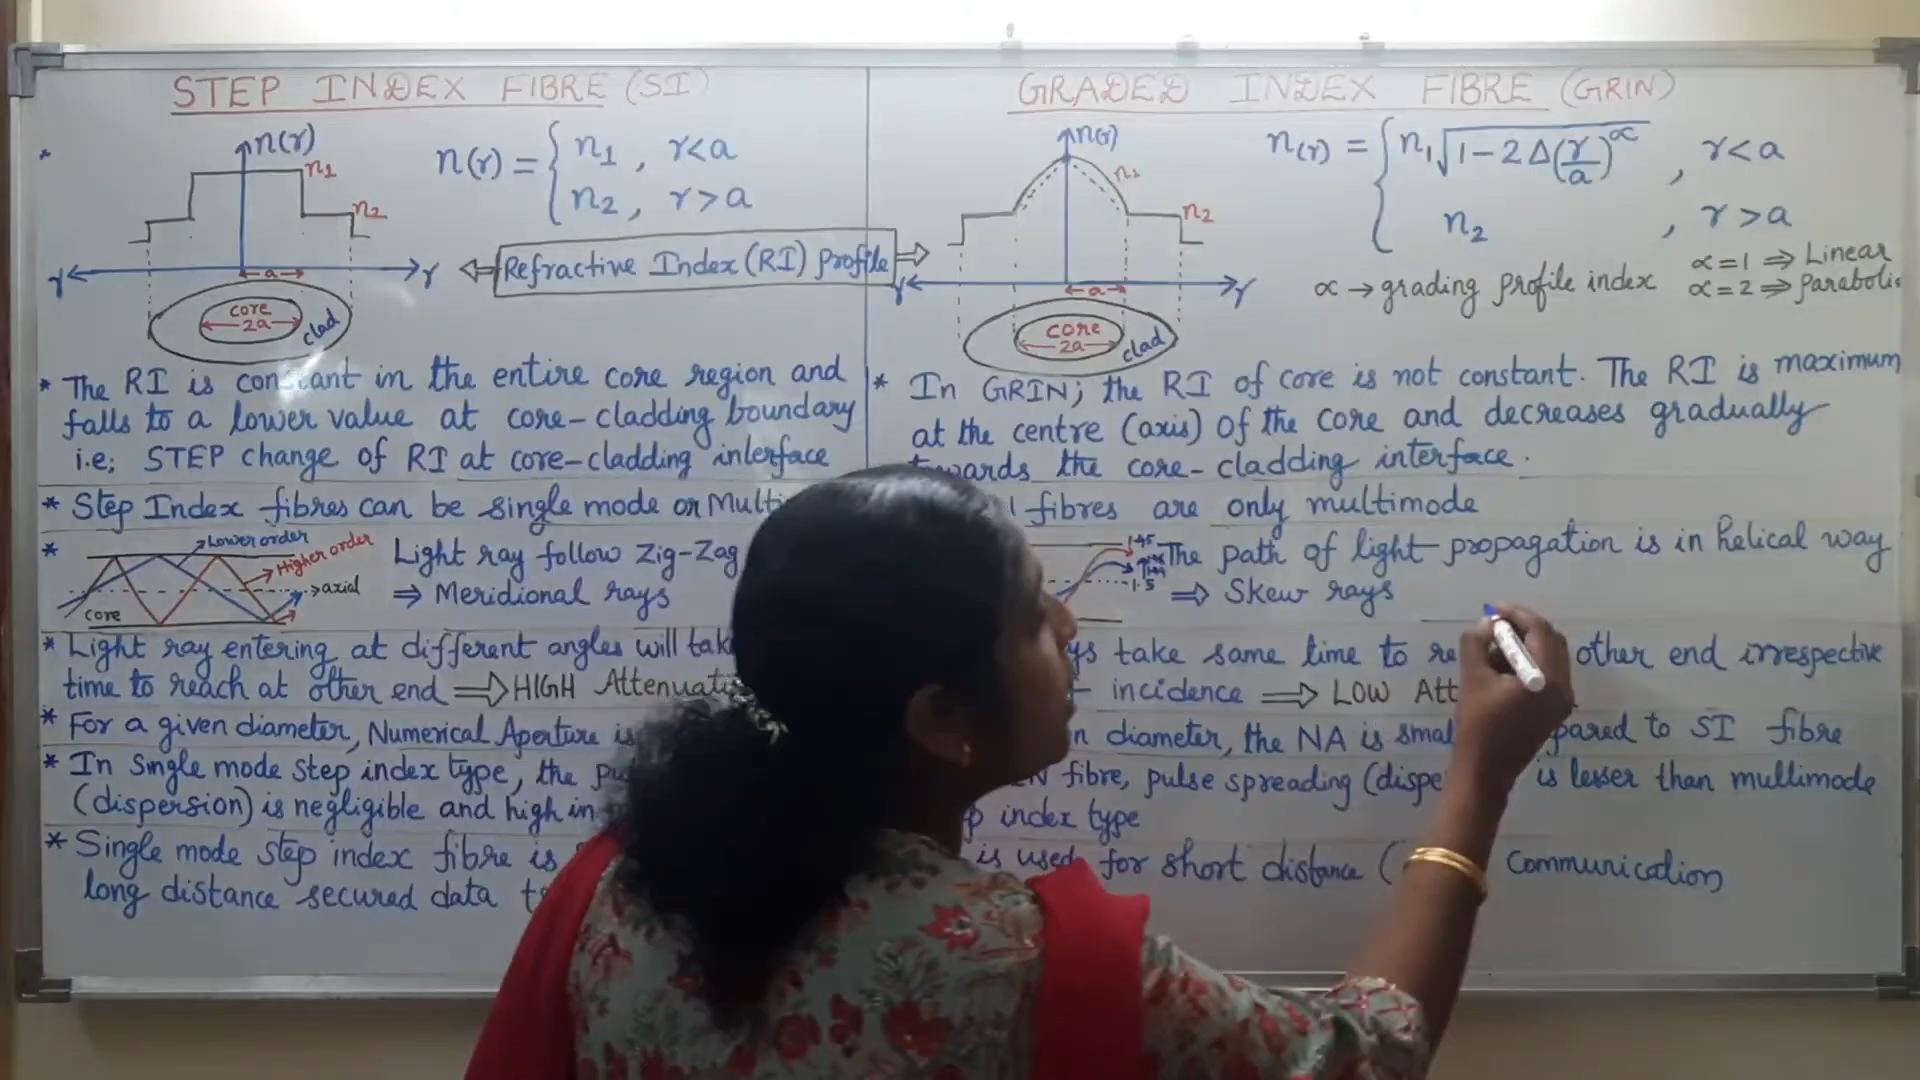 STEP INDEX FIBRE (SI)
n(r)
n1
n2
r
r
a
core
2a
clad
n(r) = { n1 , r<a
n2 , r>a
Refractive Index (RI) Profile
* The RI is constant in the entire core region and
falls to a lower value at core-cladding boundary
i.e; STEP change of RI at core-cladding interface
* Step Index fibres can be single mode or
* Lower order
Higher order
axial
core
Light ray follow Zig-Zag
⇒ Meridional rays
* Light ray entering at different angles will
time to reach at other end ⇒ HIGH
* For a given diameter, Numerical Aperture is
* In Single mode step index type, the
(dispersion) is negligible and high in
* Single mode step index fibre is
long distance secured data
GRADED INDEX FIBRE (GRIN)
n(r)
n1
n2
r
r
a
core
2a
clad
n(r) = { n1 √1-2Δ(r/a)^∝ , r<a
n2 , r>a
∝ → grading profile index
∝=1 ⇒ Linear
∝=2 ⇒ Parabolic
* In GRIN; the RI of core is not constant. The RI is maximum
at the centre (axis) of the core and decreases gradually
towards the core-cladding interface.
fibres are only multimode
1.45
1.5
The path of light propagation is in helical way
⇒ Skew rays
take same time to other end irrespective
incidence ⇒ LOW
diameter, the NA is to SI fibre
fibre, pulse spreading is lesser than multimode
index type
is used for short distance ( Communication